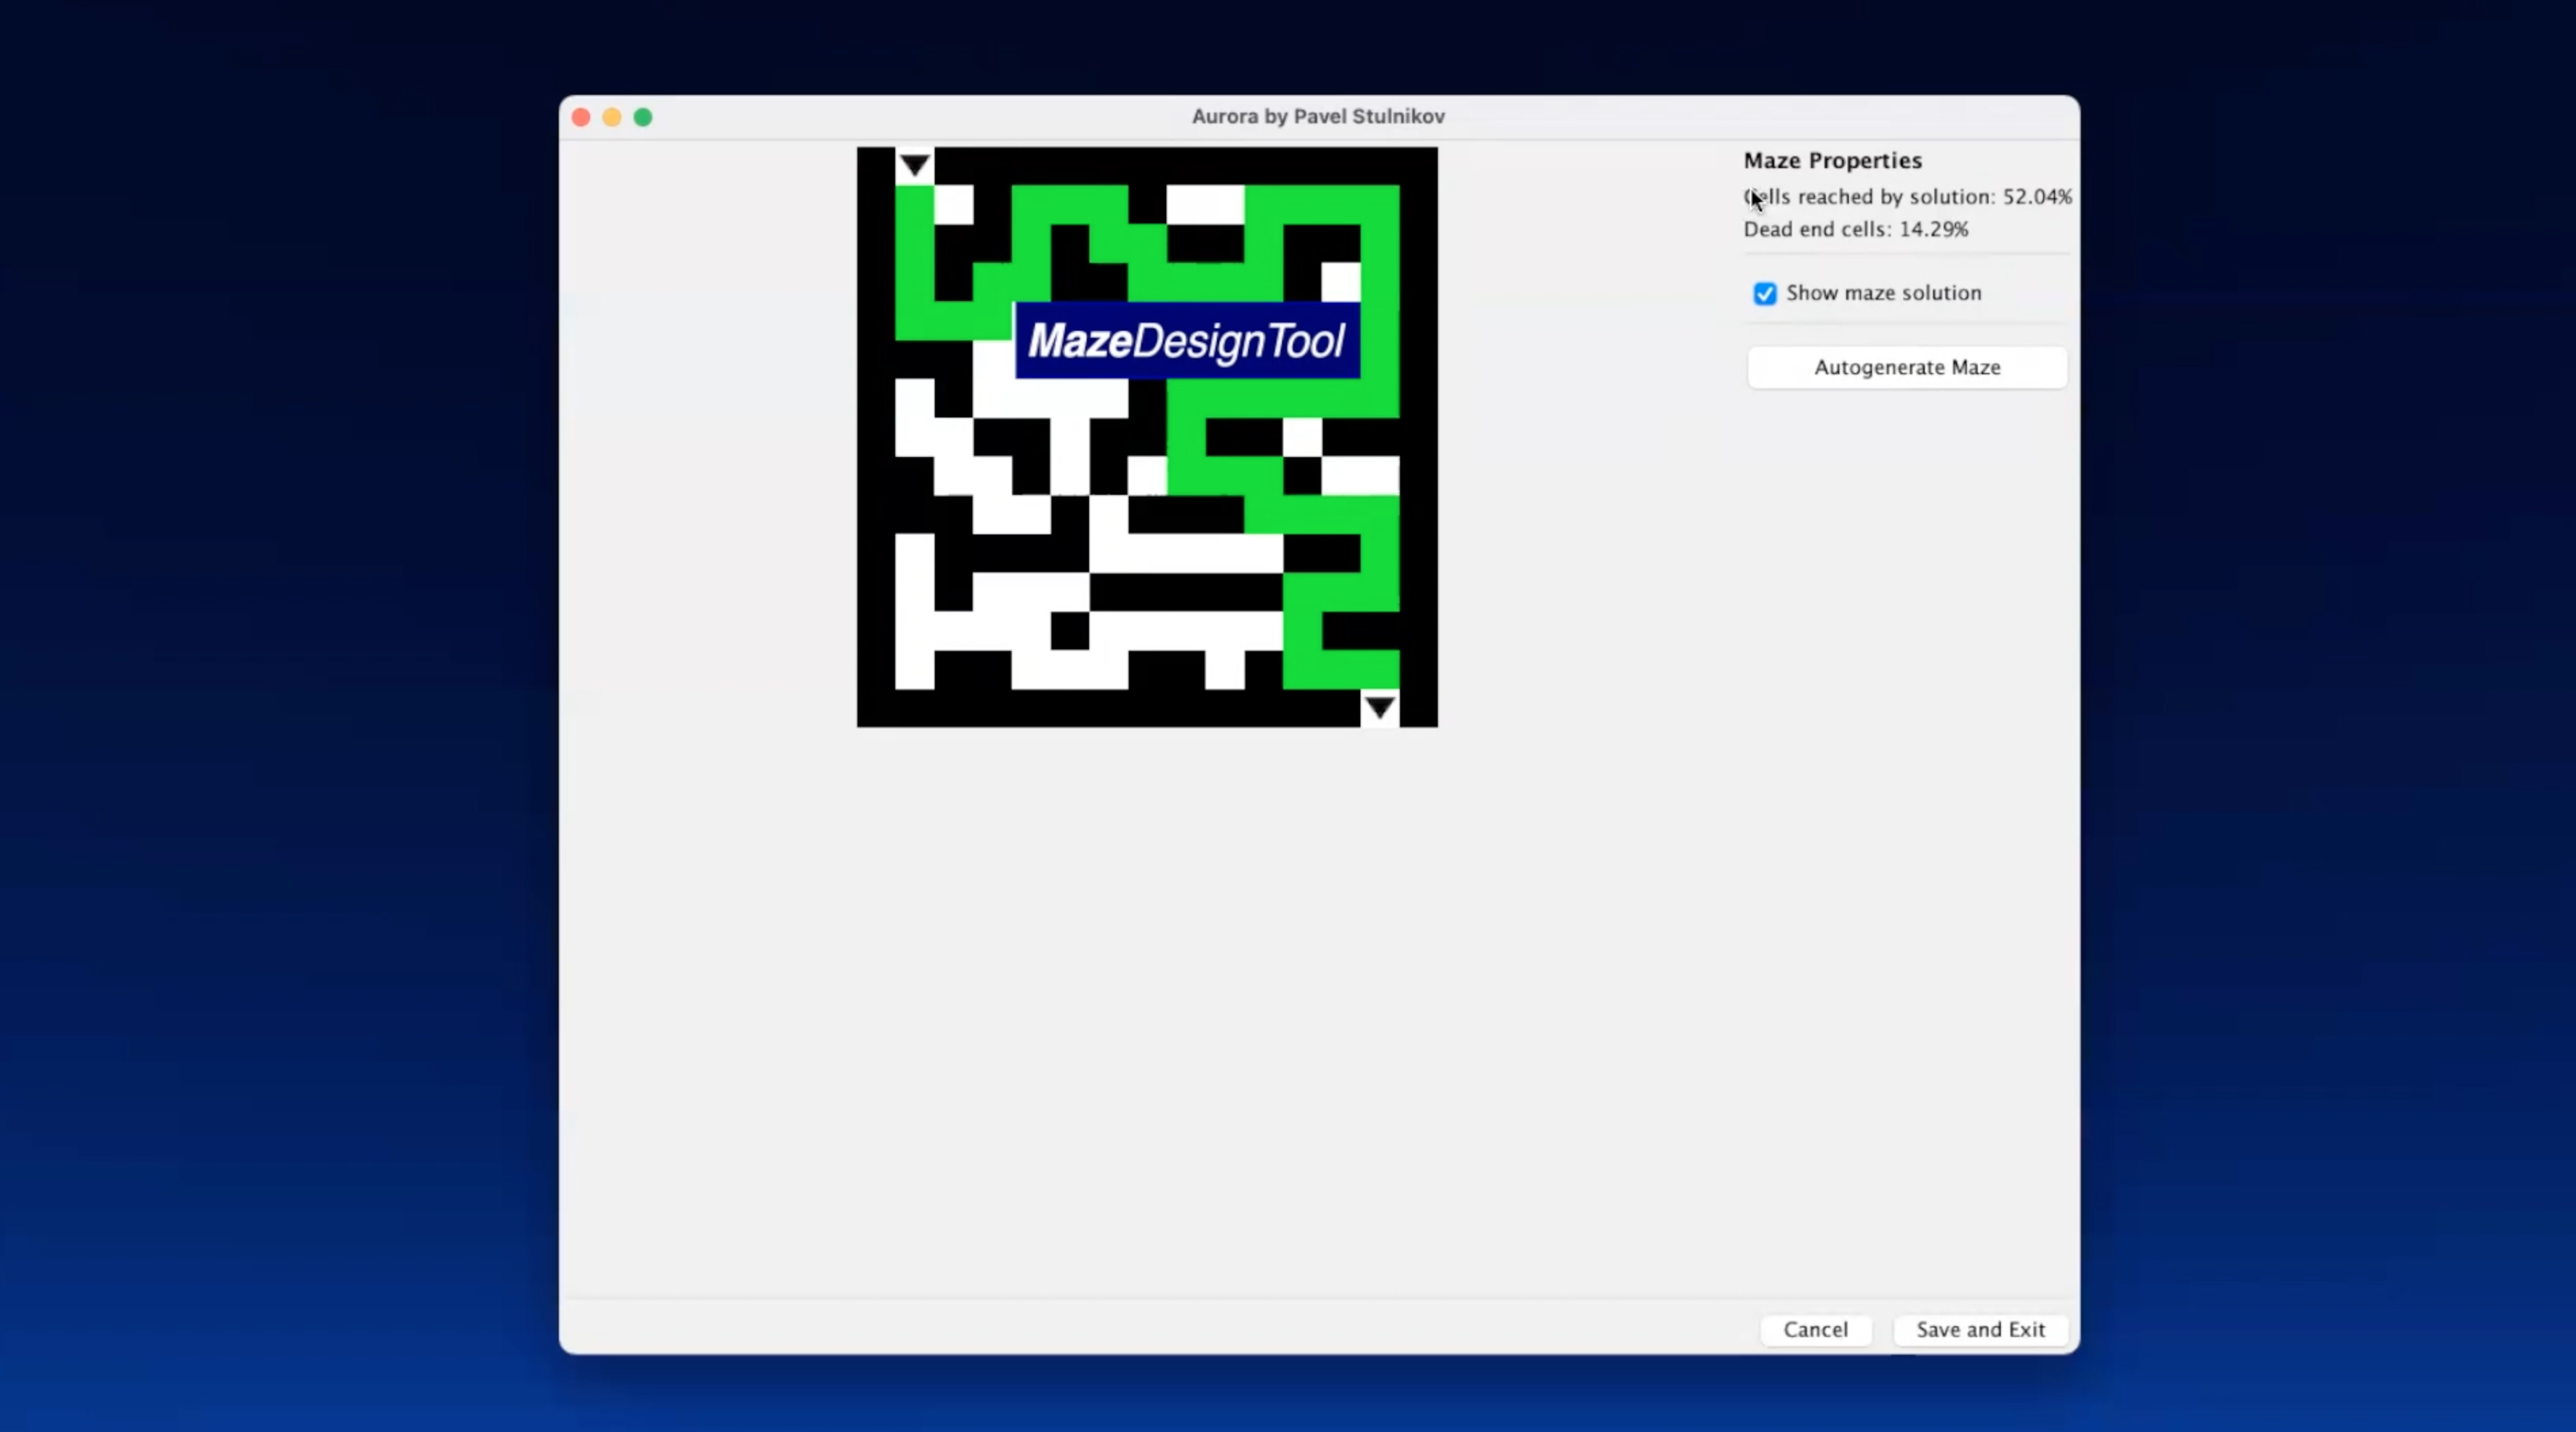 Aurora by Pavel Stulnikov
MazeDesignTool
Maze Properties
Cells reached by solution: 52.04%
Dead end cells: 14.29%
Show maze solution
Autogenerate Maze
Cancel
Save and Exit